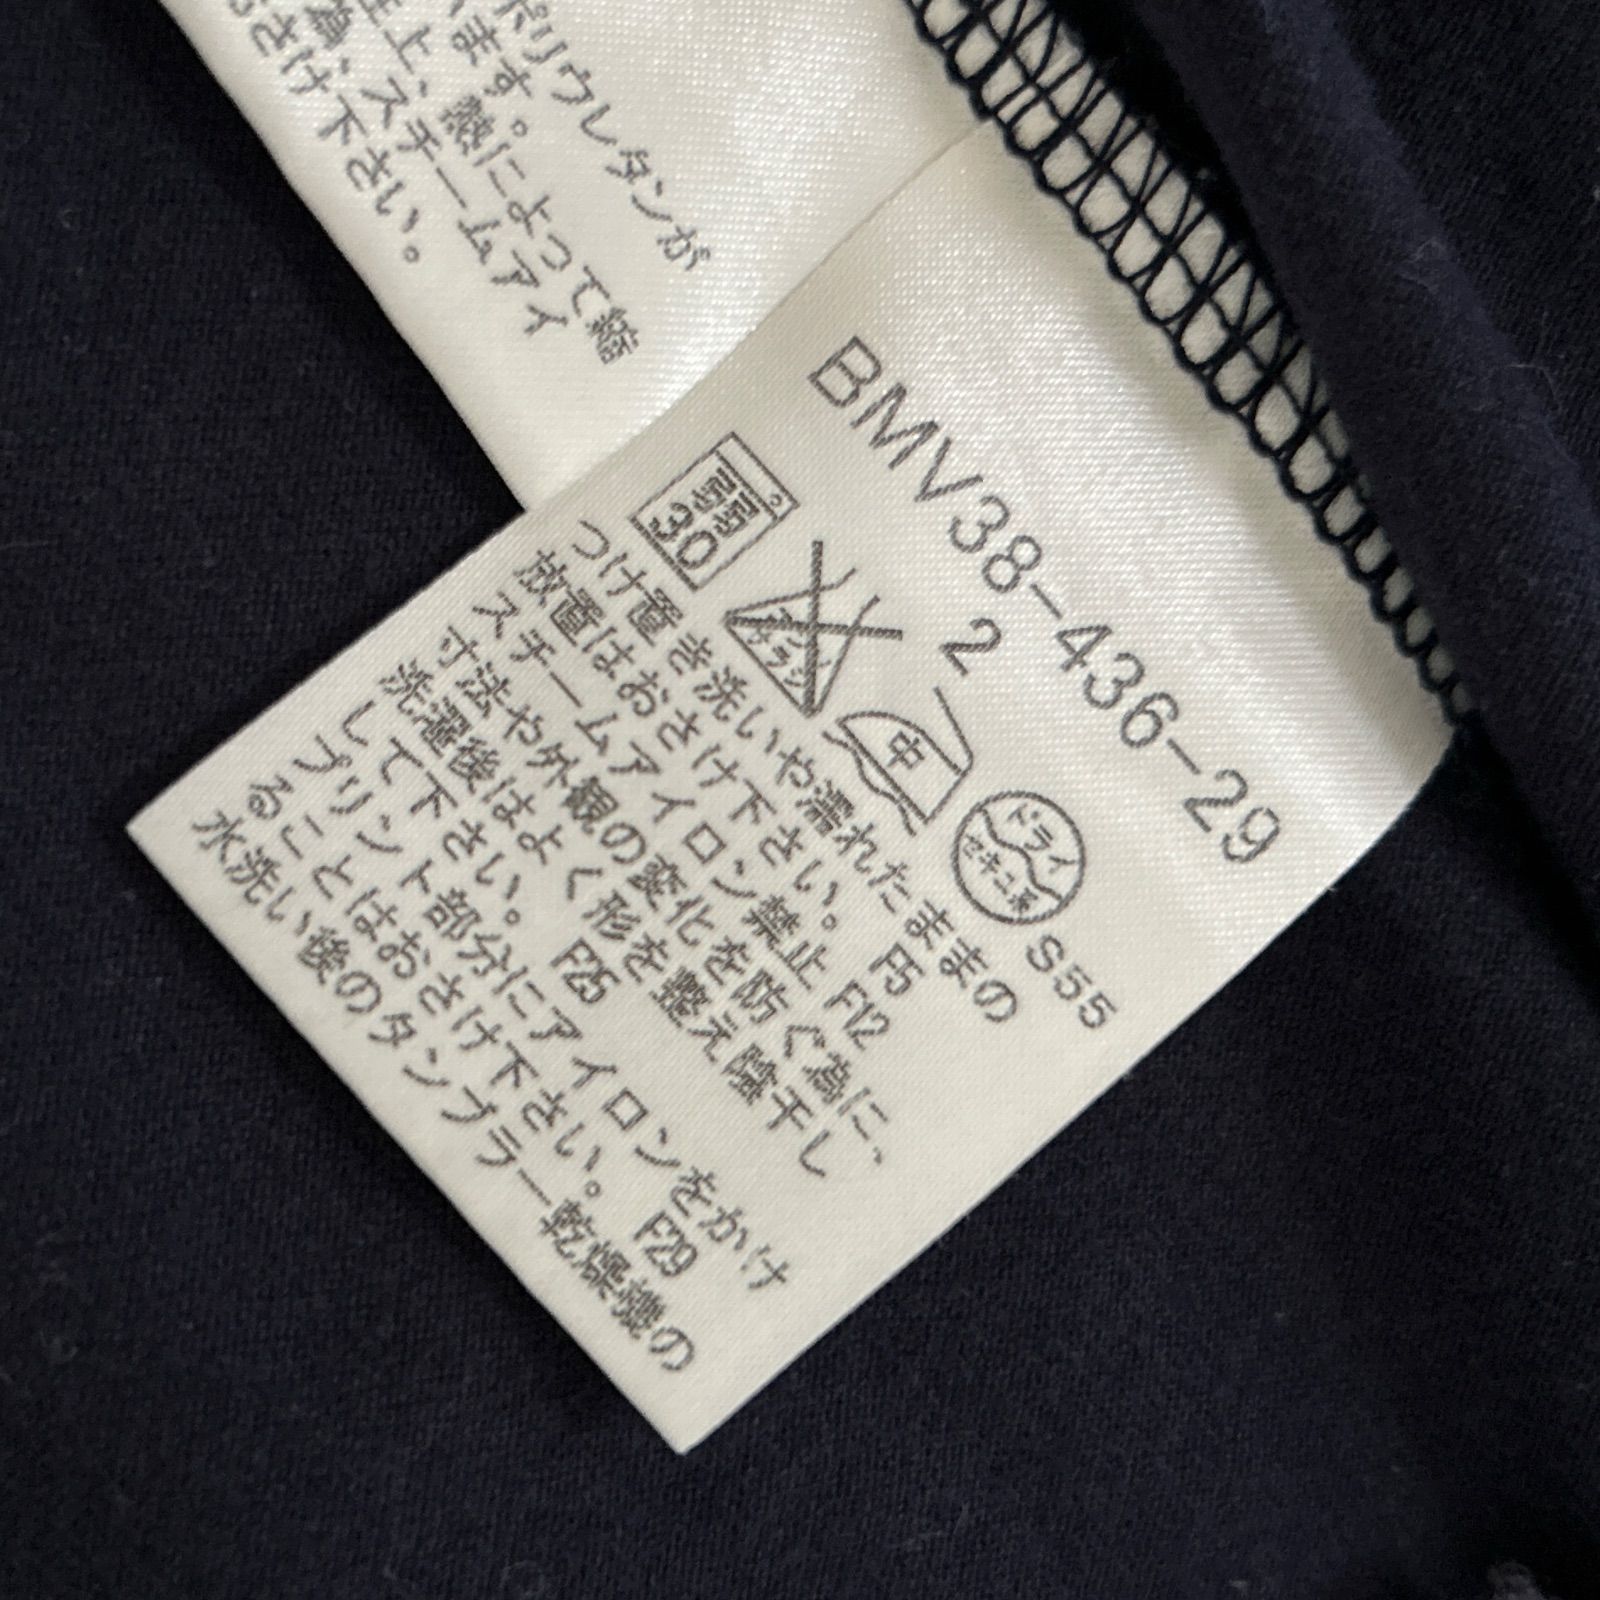 ポリウレタンが
います。熱によって縮
上、スチームアイ
為、
さけ下さい。
BMV38-436-29
2
弱
30
中
ドライ
セキユ系
S55
つけ置き洗いや濡れたままの
放置はおさけ下さい。 F5
スチームアイロン禁止 F12
寸法や外観の変化を防ぐ為に、
洗濯後はよく形を整え陰干し
して下さい。 F25
プリント部分にアイロンをかけ
ることはおさけ下さい。 F29
水洗い後のタンブラー乾燥機の